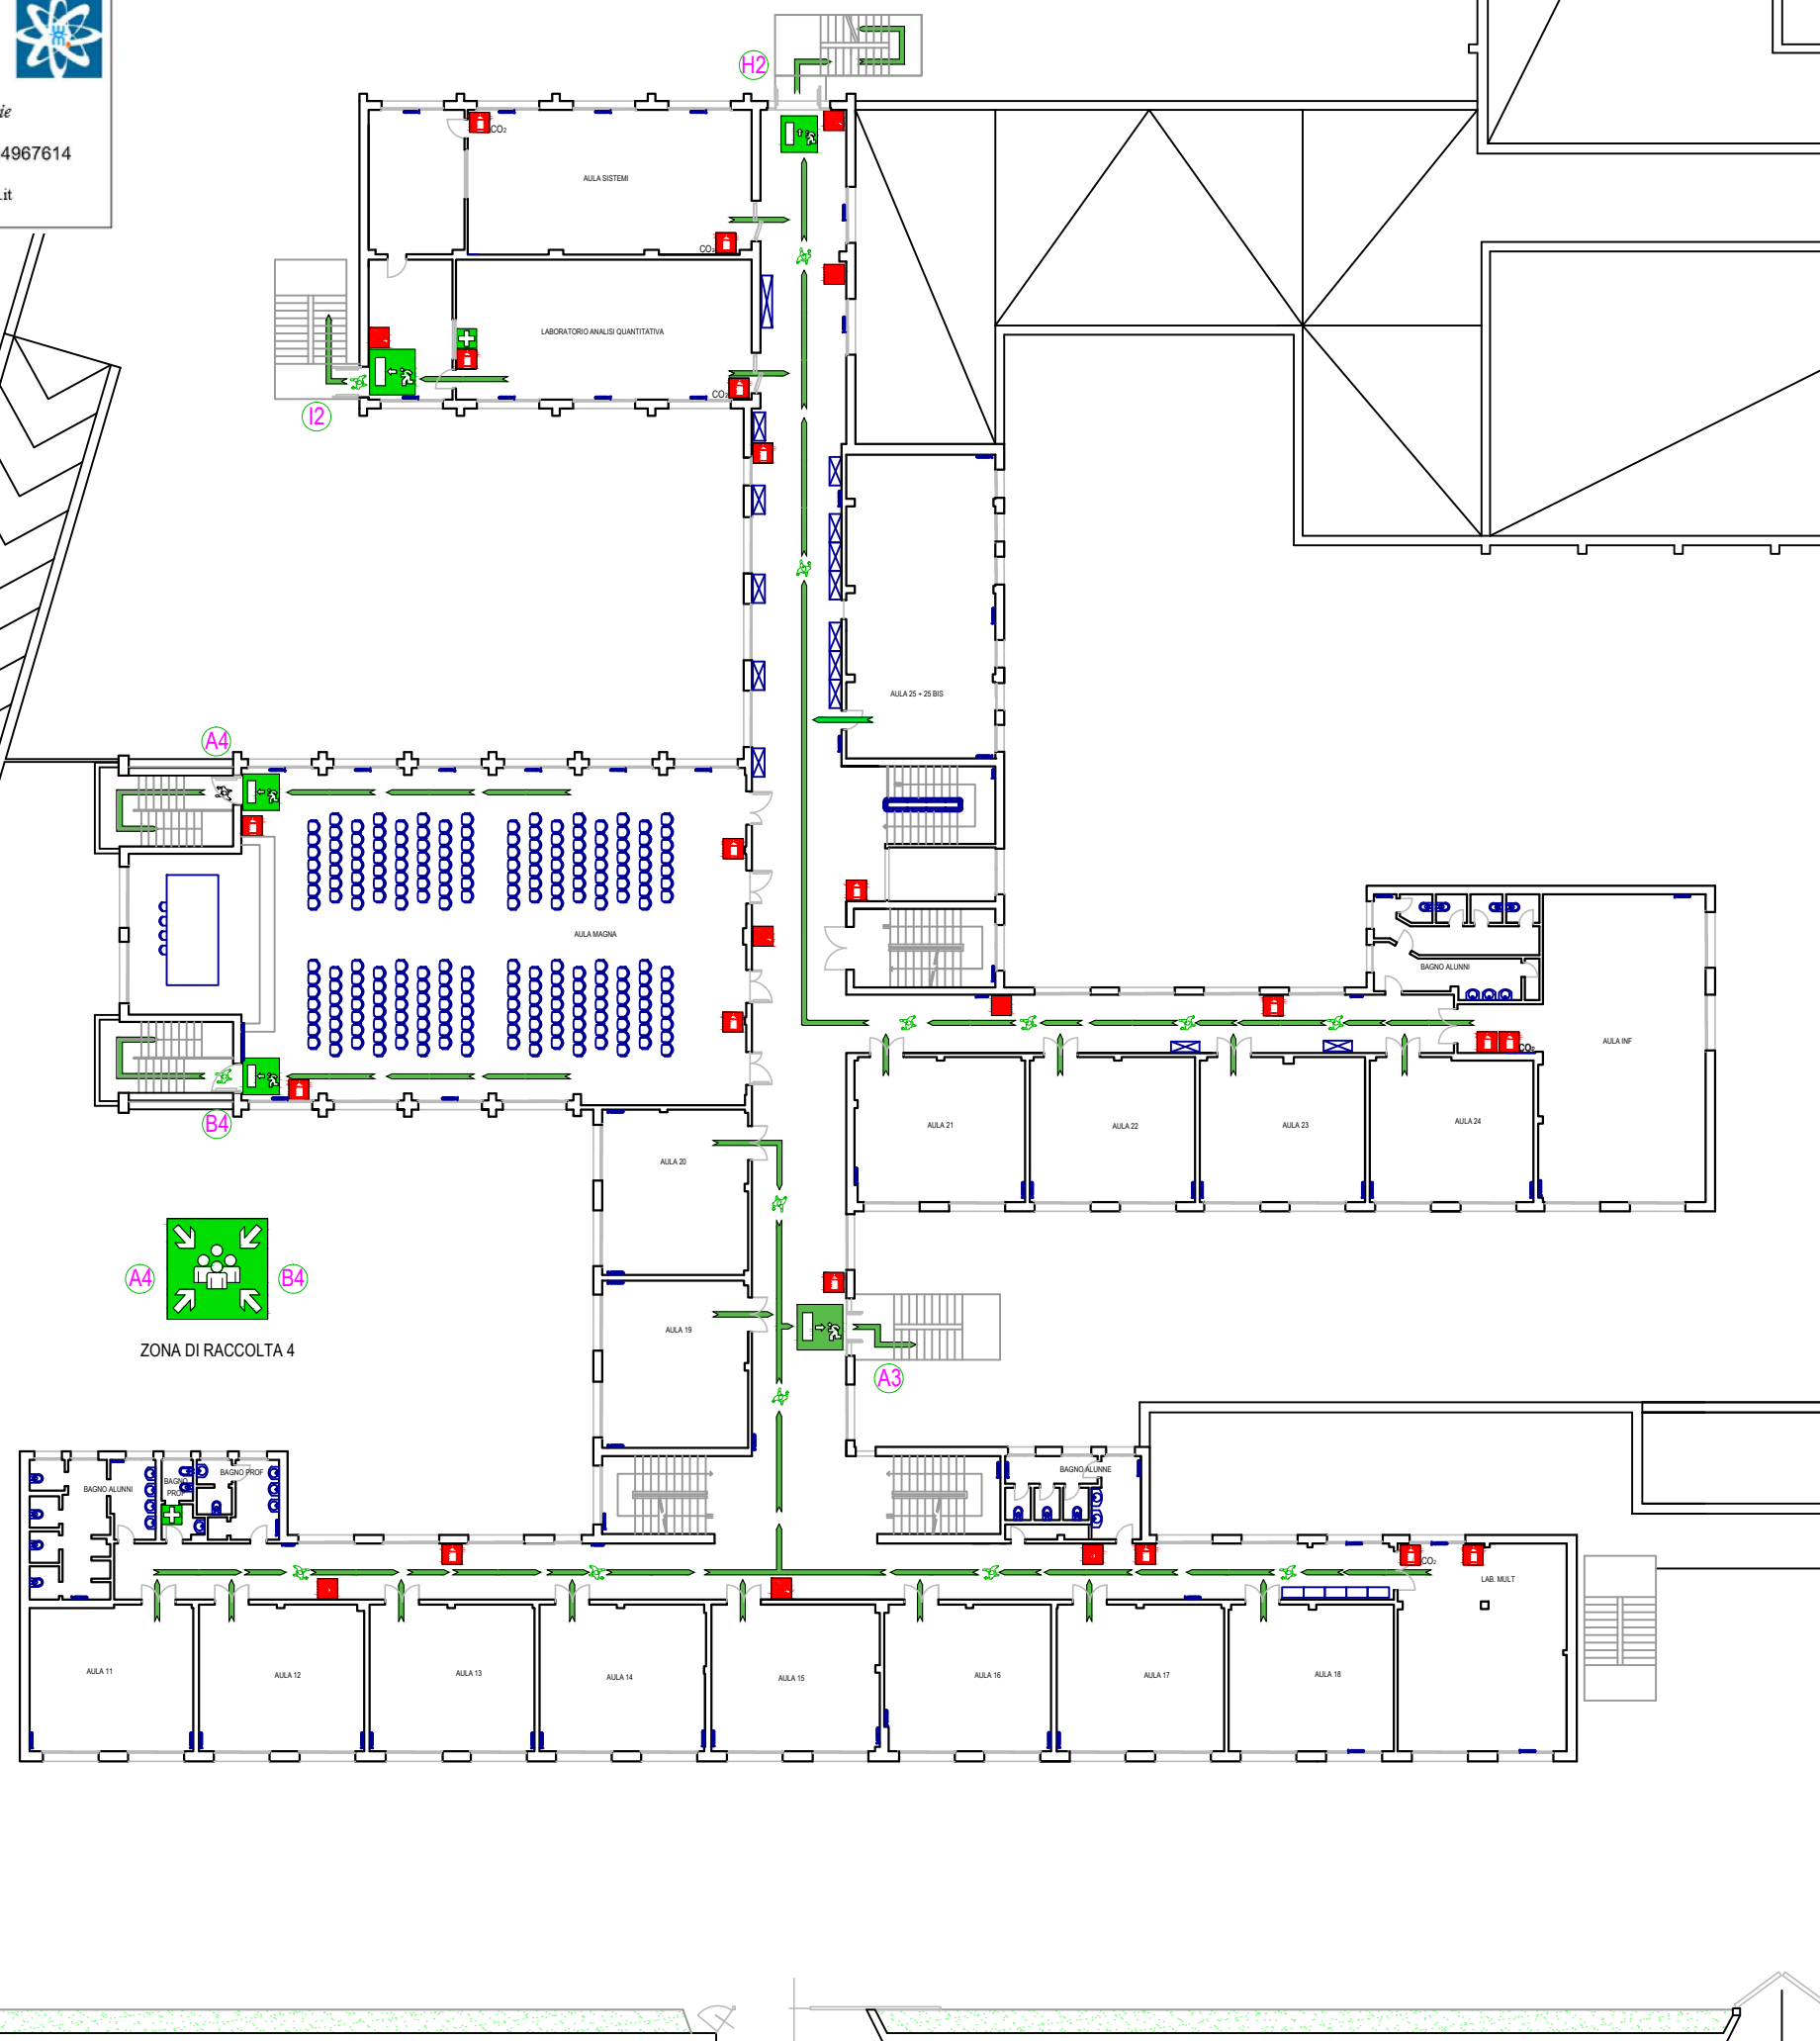 ie
4967614
.it
H2
CO₂
AULA SISTEMI
CO₂
LABORATORIO ANALISI QUANTITATIVA
CO₂
I2
AULA 25 + 25 BIS
A4
AULA MAGNA
BAGNO ALUNNI
AULA INF
CO₂
B4
AULA 21
AULA 22
AULA 23
AULA 24
AULA 20
A4
B4
ZONA DI RACCOLTA 4
AULA 19
A3
BAGNO ALUNNI
BAGNO
PROF
BAGNO PROF
BAGNO ALUNNE
CO₂
LAB. MULT
AULA 11
AULA 12
AULA 13
AULA 14
AULA 15
AULA 16
AULA 17
AULA 18